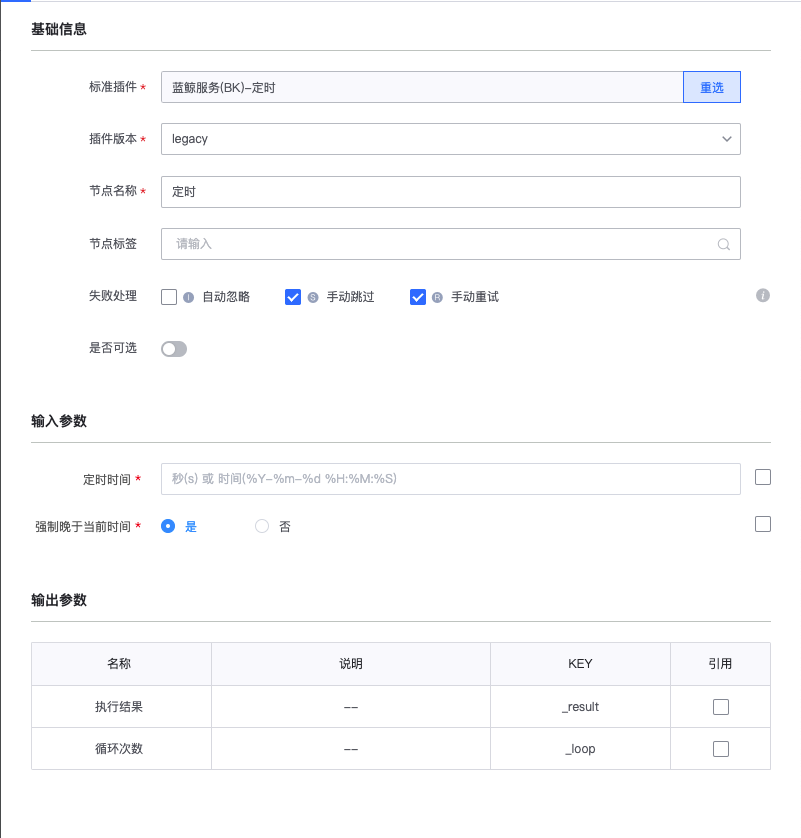 基础信息
标准插件 * 蓝鲸服务(BK)-定时 重选
插件版本 * legacy
节点名称 * 定时
节点标签 请输入
失败处理 I 自动忽略 S 手动跳过 R 手动重试 i
是否可选
输入参数
定时时间 * 秒(s) 或 时间(%Y-%m-%d %H:%M:%S)
强制晚于当前时间 * 是 否
输出参数
名称 说明 KEY 引用
执行结果 -- _result
循环次数 -- _loop